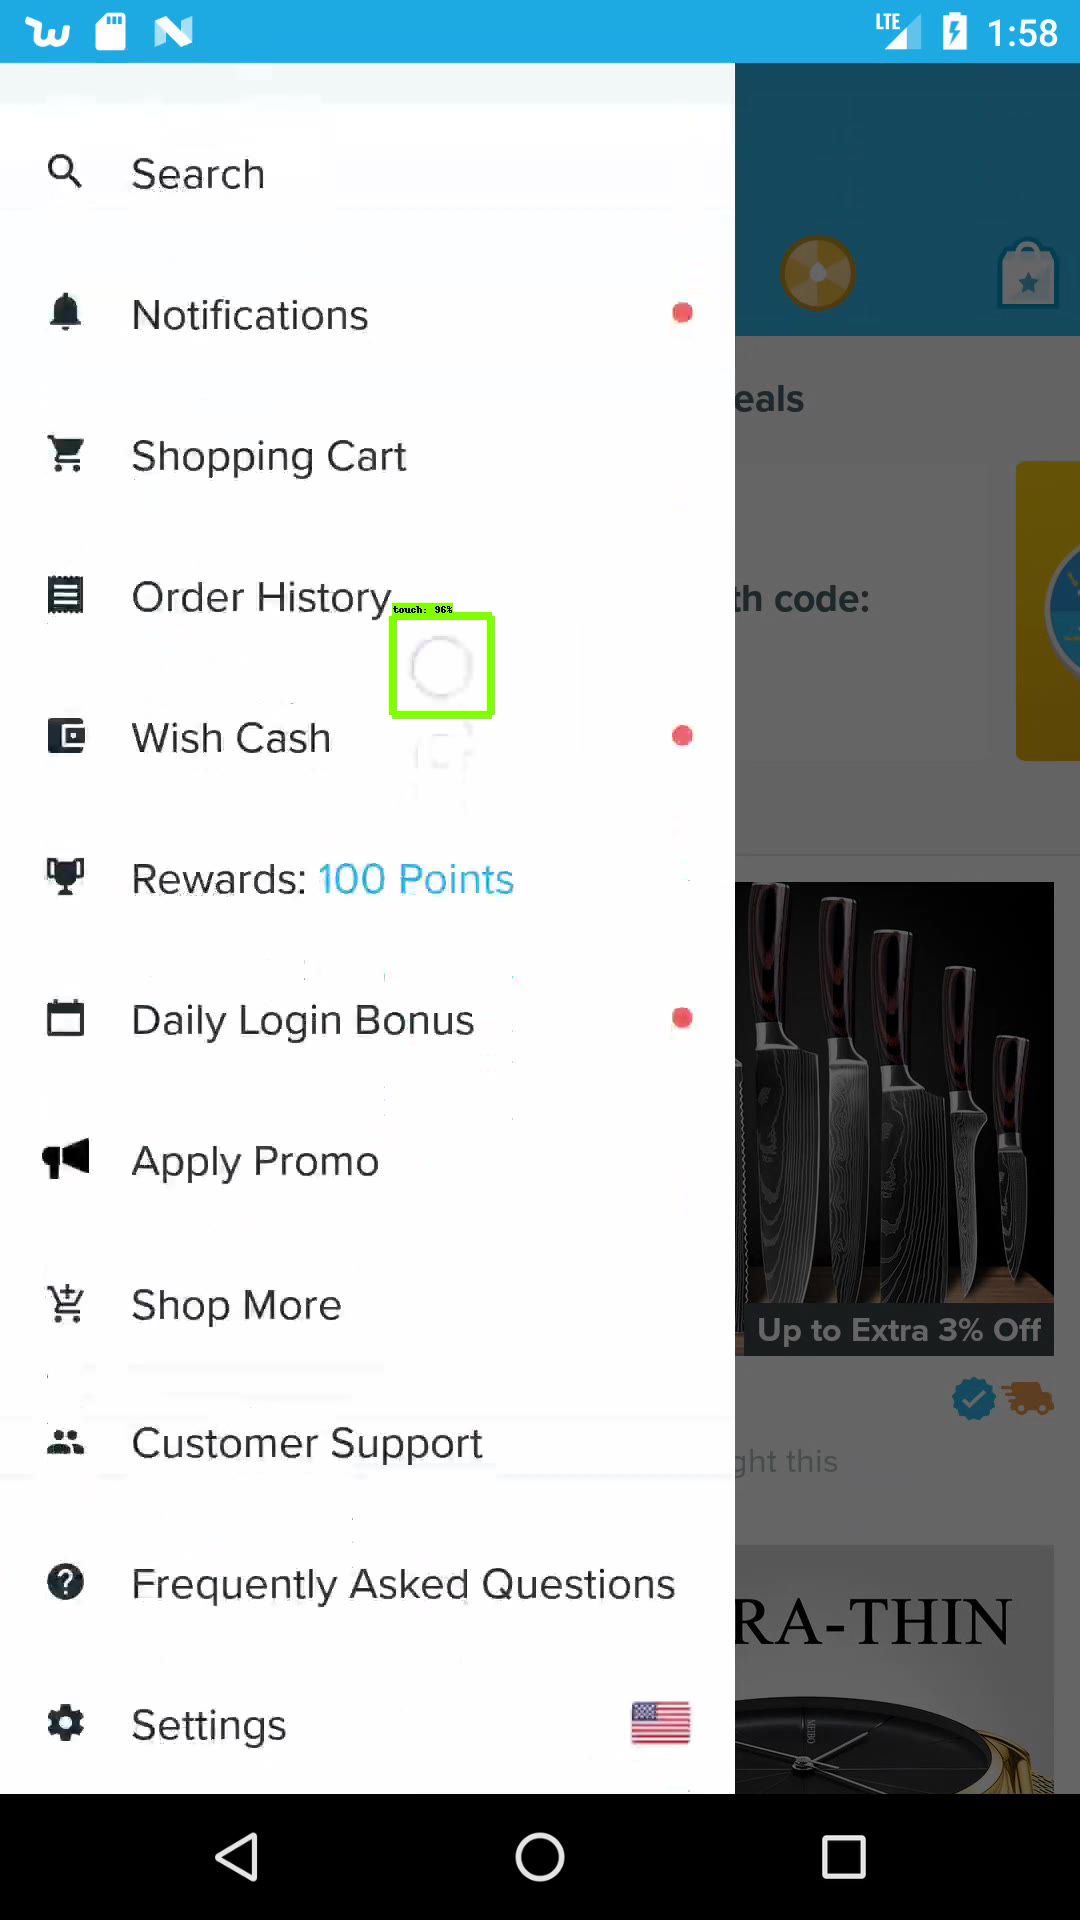 LTE 1:58
Search
Notifications
eals
Shopping Cart
Order History
th code:
touch: 96%
Wish Cash
Rewards: 100 Points
Daily Login Bonus
Apply Promo
Shop More
Up to Extra 3% Off
Customer Support
ght this
Frequently Asked Questions
RA-THIN
Settings